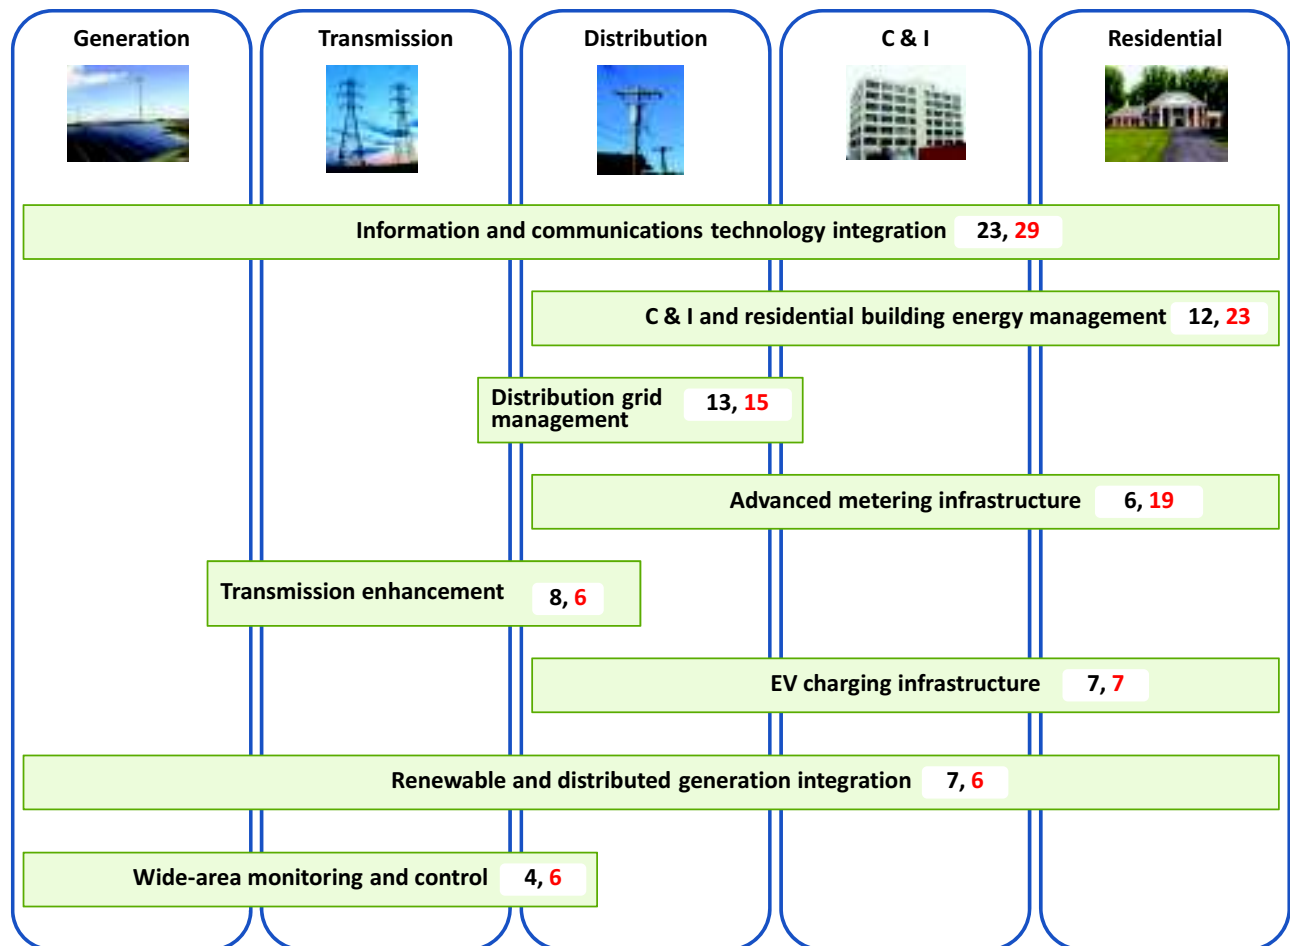 Generation
Transmission
Distribution
C & I
Residential
Information and communications technology integration 23, 29
C & I and residential building energy management 12, 23
Distribution grid
management
13, 15
Advanced metering infrastructure 6, 19
Transmission enhancement 8, 6
EV charging infrastructure 7, 7
Renewable and distributed generation integration 7, 6
Wide-area monitoring and control 4, 6